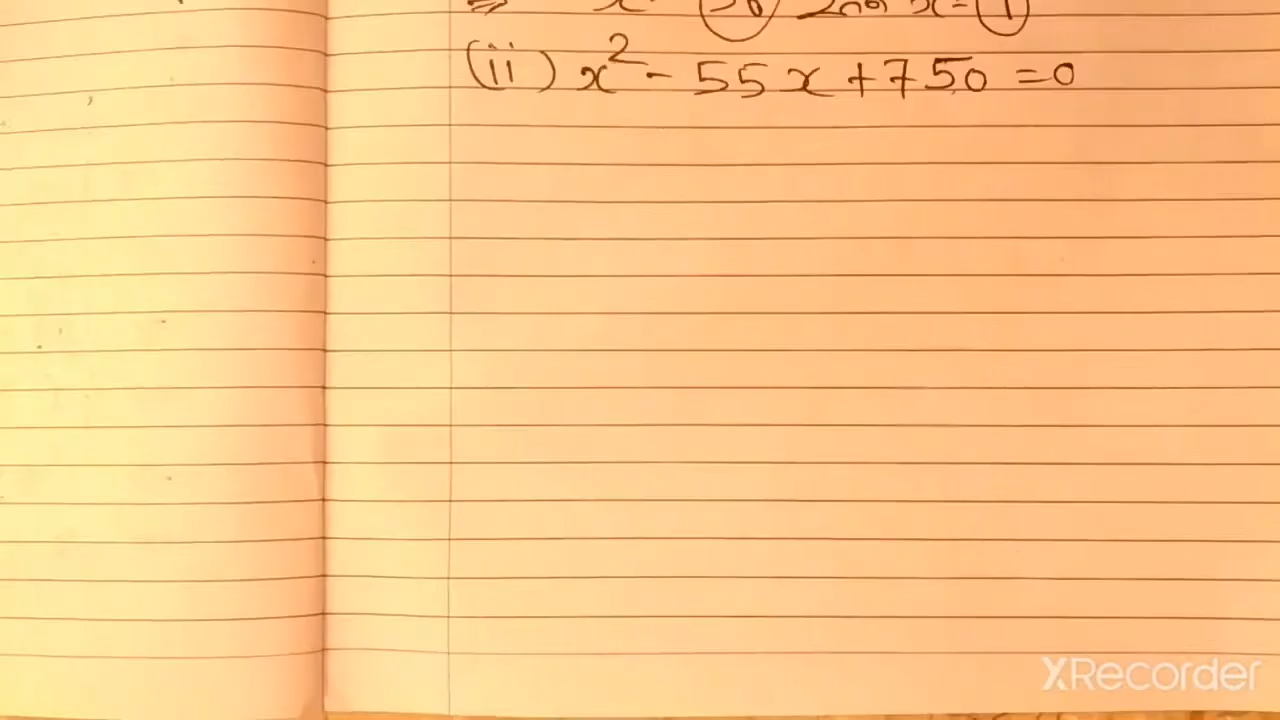 (ii) x² - 55x + 750 = 0
XRecorder